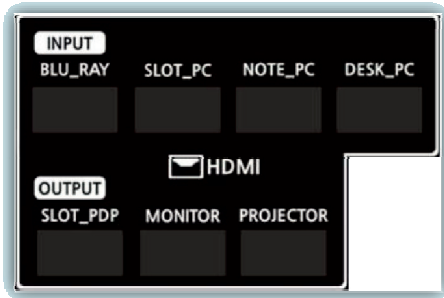 INPUT
BLU_RAY SLOT_PC NOTE_PC DESK_PC
HDMI
OUTPUT
SLOT_PDP MONITOR PROJECTOR